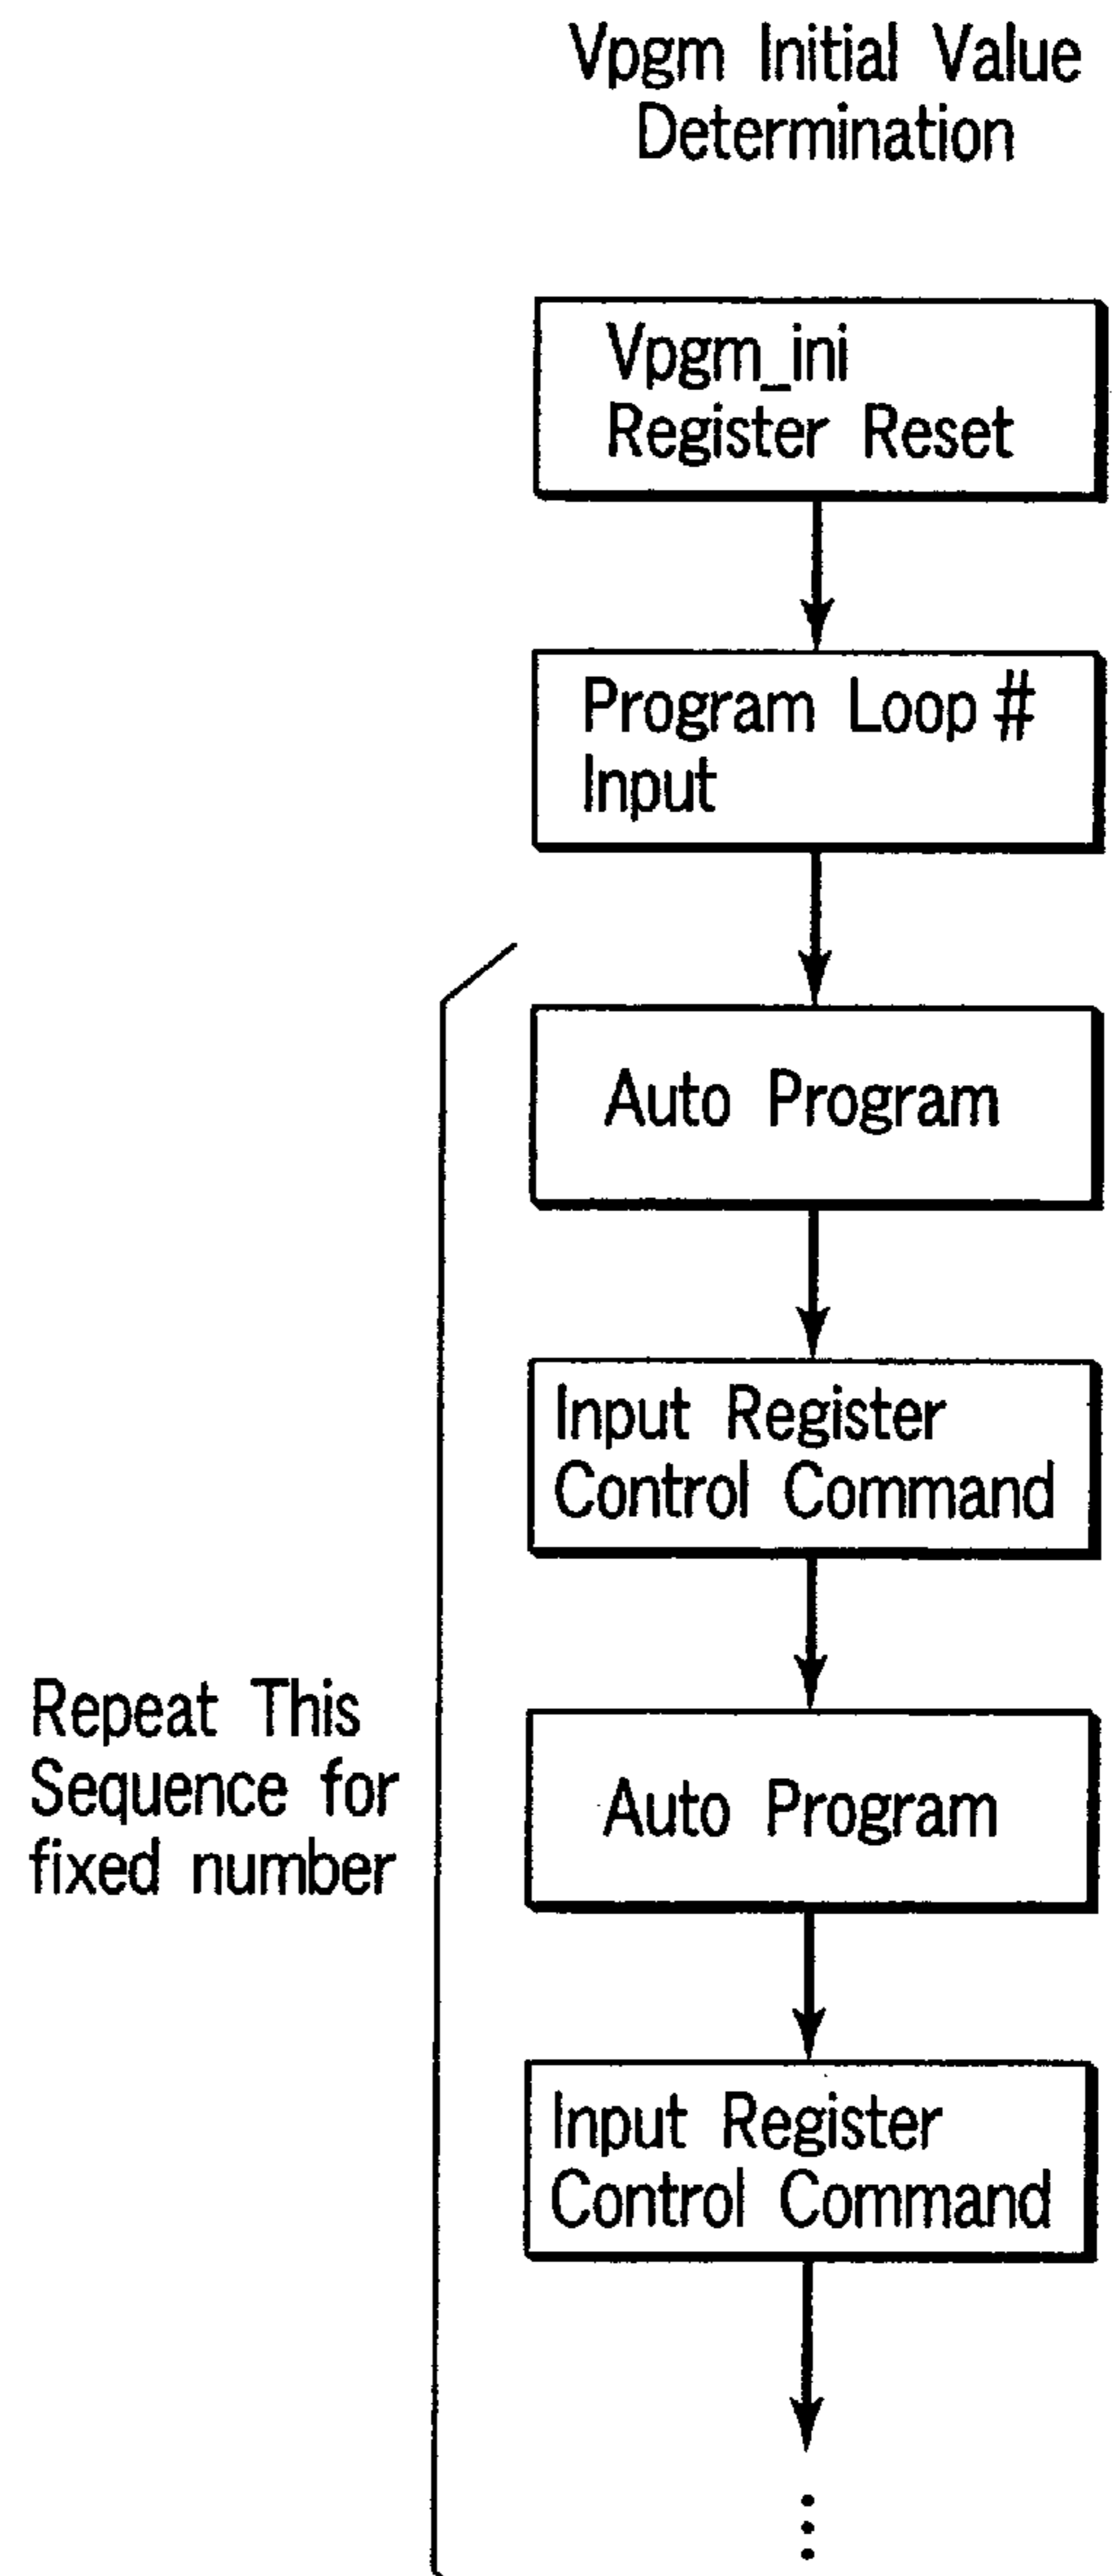 Vpgm Initial Value
Determination
Vpgm_ini
Register Reset
Program Loop #
Input
Auto Program
Input Register
Control Command
Repeat This
Sequence for
fixed number
Auto Program
Input Register
Control Command